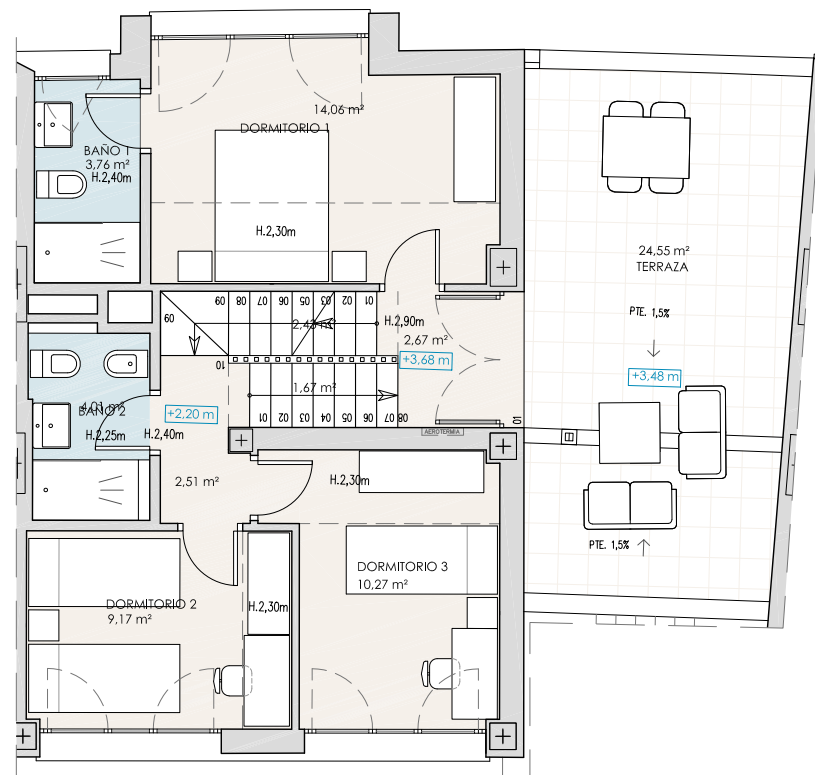 14,06 m²
DORMITORIO 1
BAÑO 1
3,76 m²
H.2,40m
H.2,30m
24,55 m²
TERRAZA
PTE. 1,5%
09 08 07 06 05 03 02 01
09
2,43 m²
H.2,90m
2,67 m²
+3,68 m
10
+3,48 m
1,67 m²
4,01 m²
BAÑO 2
+2,20 m
H.2,25m
H.2,40m
01 02 03 04 05 06 07 08
01
AEROTERMIA
2,51 m²
H.2,30m
PTE. 1,5%
DORMITORIO 3
10,27 m²
DORMITORIO 2
9,17 m²
H.2,30m